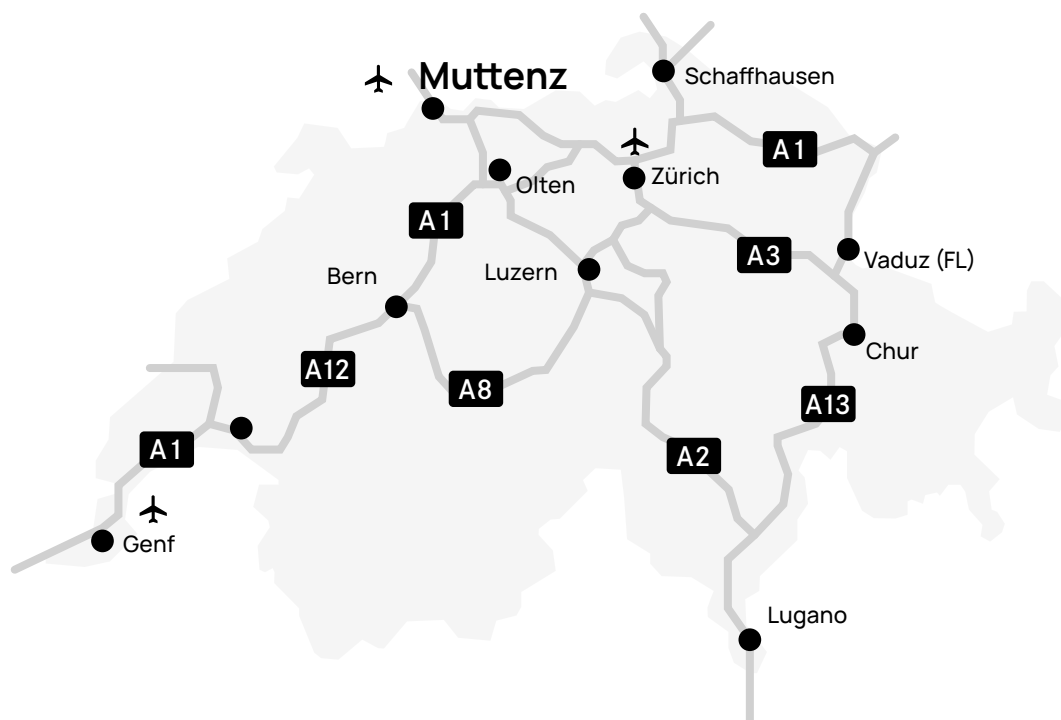 Muttenz
Schaffhausen
A1
Zürich
Olten
A1
A3
Vaduz (FL)
Luzern
Bern
Chur
A12
A8
A13
A1
A2
Genf
Lugano